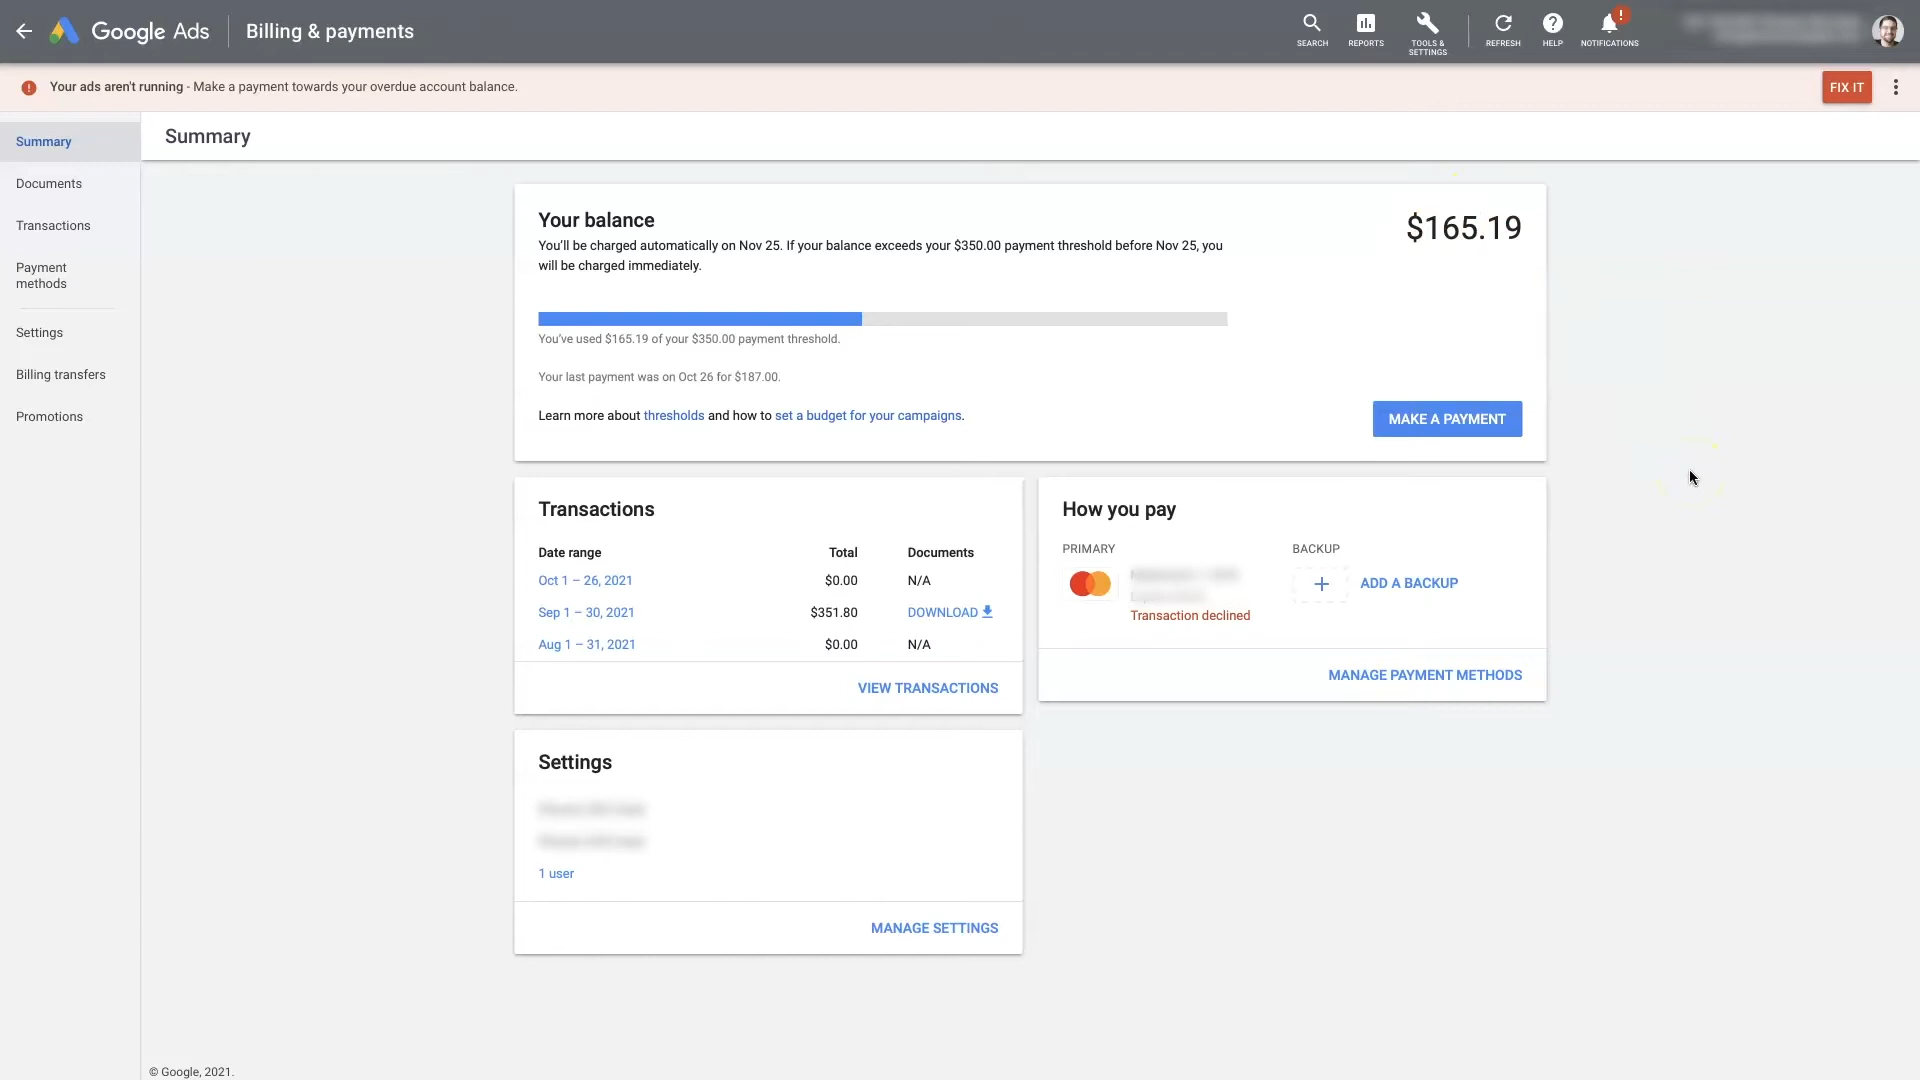 Google Ads
Billing & payments
SEARCH
REPORTS
TOOLS &
SETTINGS
REFRESH
HELP
!
NOTIFICATIONS
Your ads aren't running - Make a payment towards your overdue account balance.
FIX IT
Summary
Documents
Transactions
Payment
methods
Settings
Billing transfers
Promotions
Summary
Your balance
$165.19
You'll be charged automatically on Nov 25. If your balance exceeds your $350.00 payment threshold before Nov 25, you
will be charged immediately.
You've used $165.19 of your $350.00 payment threshold.
Your last payment was on Oct 26 for $187.00.
Learn more about thresholds and how to set a budget for your campaigns.
MAKE A PAYMENT
Transactions
Date range Total Documents
Oct 1 – 26, 2021 $0.00 N/A
Sep 1 – 30, 2021 $351.80 DOWNLOAD
Aug 1 – 31, 2021 $0.00 N/A
VIEW TRANSACTIONS
How you pay
PRIMARY
Transaction declined
BACKUP
+ ADD A BACKUP
MANAGE PAYMENT METHODS
Settings
1 user
MANAGE SETTINGS
© Google, 2021.